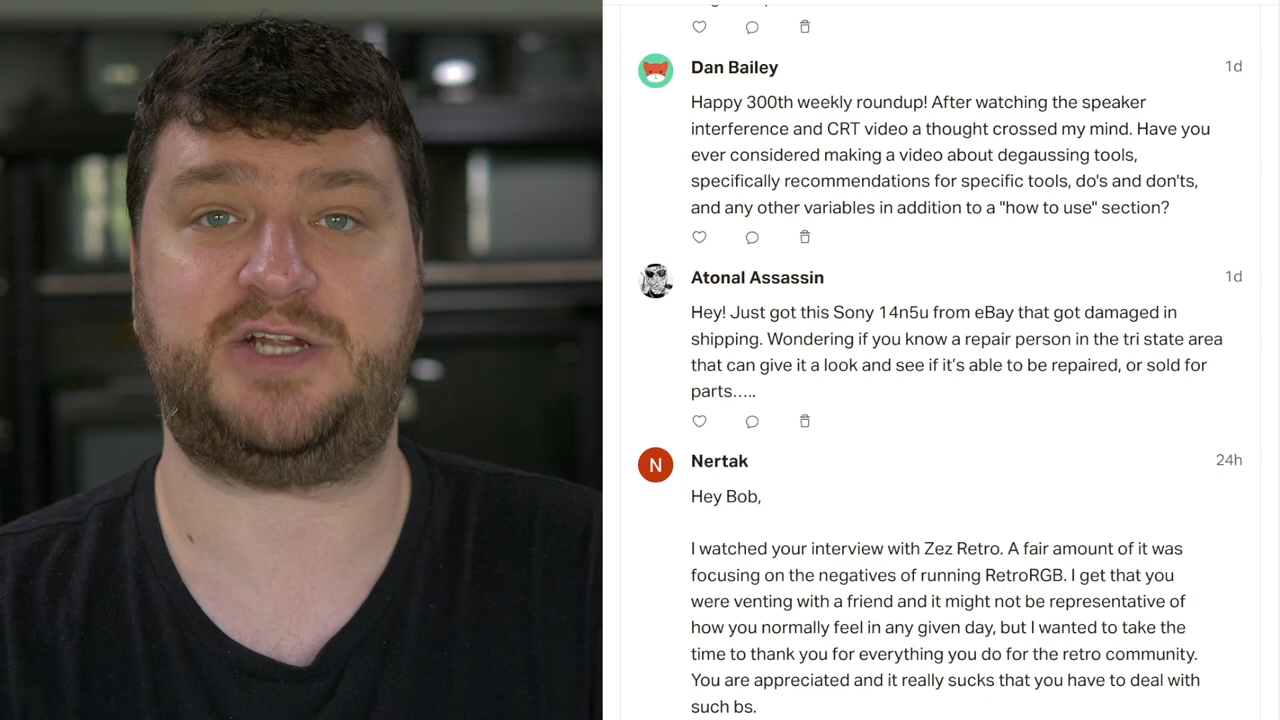 Dan Bailey
1d
Happy 300th weekly roundup! After watching the speaker
interference and CRT video a thought crossed my mind. Have you
ever considered making a video about degaussing tools,
specifically recommendations for specific tools, do's and don'ts,
and any other variables in addition to a "how to use" section?
Atonal Assassin
1d
Hey! Just got this Sony 14n5u from eBay that got damaged in
shipping. Wondering if you know a repair person in the tri state area
that can give it a look and see if it’s able to be repaired, or sold for
parts.....
N
Nertak
24h
Hey Bob,
I watched your interview with Zez Retro. A fair amount of it was
focusing on the negatives of running RetroRGB. I get that you
were venting with a friend and it might not be representative of
how you normally feel in any given day, but I wanted to take the
time to thank you for everything you do for the retro community.
You are appreciated and it really sucks that you have to deal with
such bs.